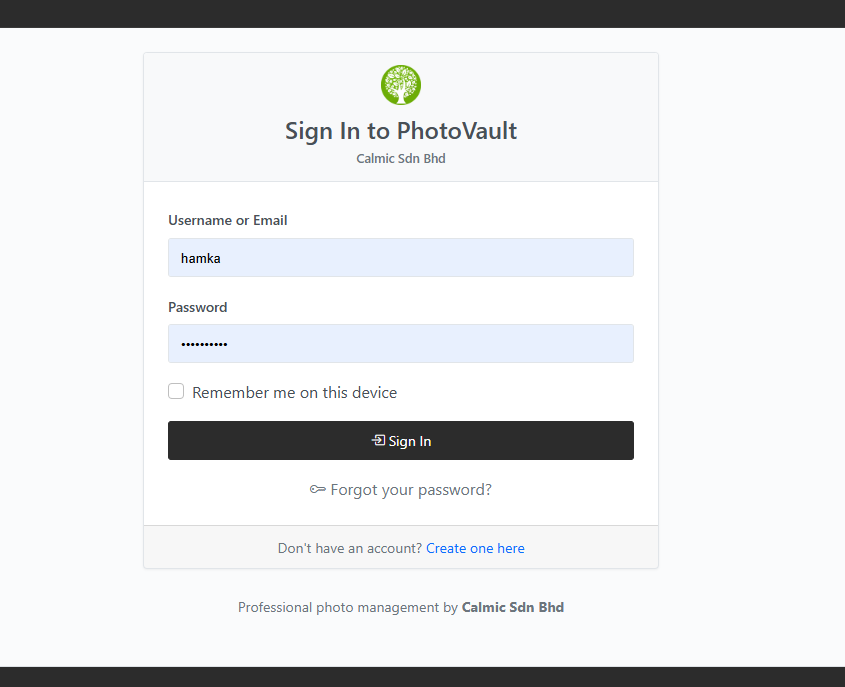 Sign In to PhotoVault
Calmic Sdn Bhd
Username or Email
hamka
Password
••••••••••
Remember me on this device
Sign In
Forgot your password?
Don't have an account? Create one here
Professional photo management by Calmic Sdn Bhd